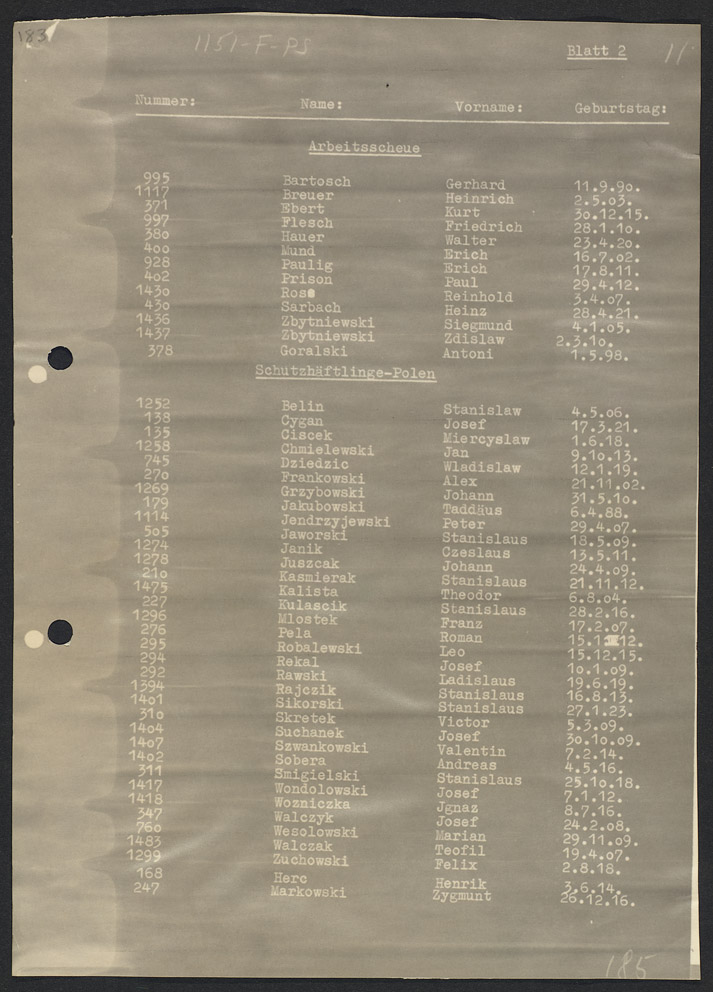 183
1151-F-PS
Blatt 2 11
Nummer: Name: Vorname: Geburtstag:
Arbeitsscheue
995 Bartosch Gerhard 11.9.90.
1117 Breuer Heinrich 2.5.03.
371 Ebert Kurt 30.12.15.
997 Flesch Friedrich 28.1.10.
380 Hauer Walter 23.4.20.
400 Mund Erich 16.7.02.
928 Paulig Erich 17.8.11.
402 Prison Paul 29.4.12.
1430 Rose Reinhold 3.4.07.
430 Sarbach Heinz 28.4.21.
1436 Zbytniewski Siegmund 4.1.05.
1437 Zbytniewski Zdislaw 2.3.10.
378 Goralski Antoni 1.5.98.
Schutzhäftlinge-Polen
1252 Belin Stanislaw 4.5.06.
138 Cygan Josef 17.3.21.
135 Ciscek Miercyslaw 1.6.18.
1258 Chmielewski Jan 9.10.13.
745 Dziedzic Wladislaw 12.1.19.
270 Frankowski Alex 21.11.02.
1269 Grzybowski Johann 31.5.10.
179 Jakubowski Taddäus 6.4.88.
1114 Jendrzyjewski Peter 29.4.07.
505 Jaworski Stanislaus 18.5.09.
1274 Janik Czeslaus 13.5.11.
1278 Juszcak Johann 24.4.09.
210 Kasmierak Stanislaus 21.11.12.
1475 Kalista Theodor 6.8.04.
227 Kulascik Stanislaus 28.2.16.
1296 Mlostek Franz 17.2.07.
276 Pela Roman 15.1 12.
295 Robalewski Leo 15.12.15.
294 Rekal Josef 10.1.09.
292 Rawski Ladislaus 19.6.19.
1394 Rajczik Stanislaus 16.8.13.
1401 Sikorski Stanislaus 27.1.23.
310 Skretek Victor 5.3.09.
1404 Suchanek Josef 30.10.09.
1407 Szwankowski Valentin 7.2.14.
1402 Sobera Andreas 4.5.16.
311 Smigielski Stanislaus 25.10.18.
1417 Wondolowski Josef 7.1.12.
1418 Wozniczka Jgnaz 8.7.16.
347 Walczyk Josef 24.2.08.
760 Wesolowski Marian 29.11.09.
1483 Walczak Teofil 19.4.07.
1299 Zuchowski Felix 2.8.18.
168 Herc Henrik 3.6.14.
247 Markowski Zygmunt 26.12.16.
185